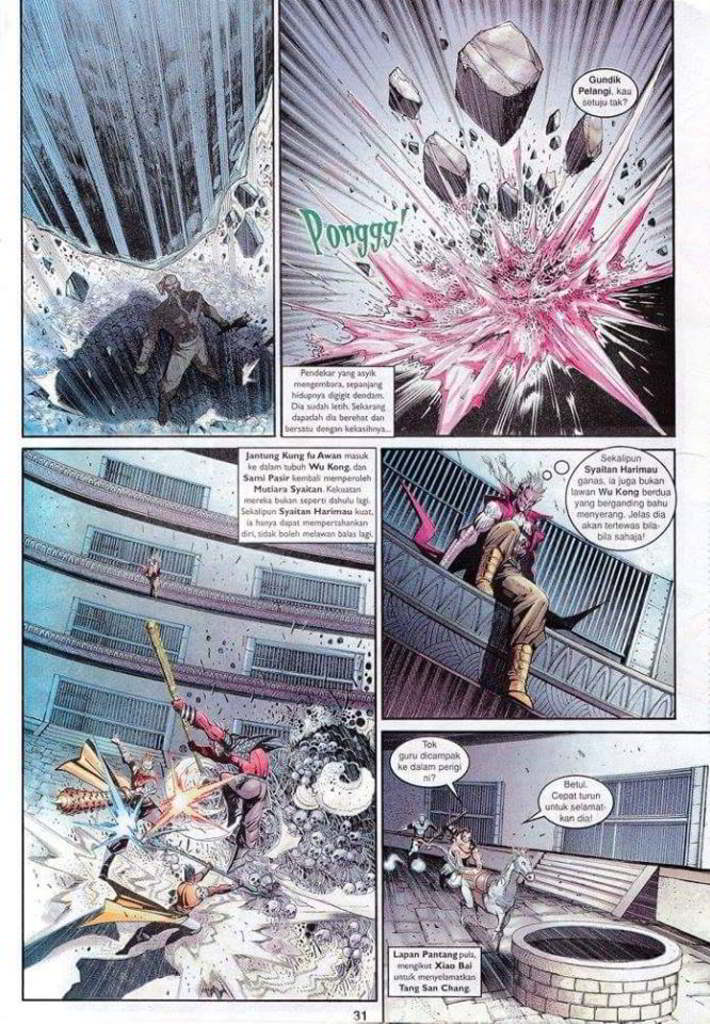 Gundik
Pelangi, kau
setuju tak?
Ponggg!
Pendekar yang asyik
mengembara, sepanjang
hidupnya digigit dendam.
Dia sudah letih. Sekarang
dapatlah dia berehat dan
bersatu dengan kekasihnya...
Jantung Kung fu Awan masuk
ke dalam tubuh Wu Kong, dan
Sami Pasir kembali memperoleh
Mutiara Syaitan. Kekuatan
mereka bukan seperti dahulu lagi.
Sekalipun Syaitan Harimau kuat,
ia hanya dapat mempertahankan
diri, tidak boleh melawan balas lagi.
Sekalipun
Syaitan Harimau
ganas, ia juga bukan
lawan Wu Kong berdua
yang berganding bahu
menyerang. Jelas dia
akan tertewas bila-
bila sahaja!
Tok
guru dicampak
ke dalam perigi
ni?
Betul.
Cepat turun
untuk selamat-
kan dia!
Lapan Pantang pula,
mengikut Xiao Bai
untuk menyelamatkan
Tang San Chang.
31